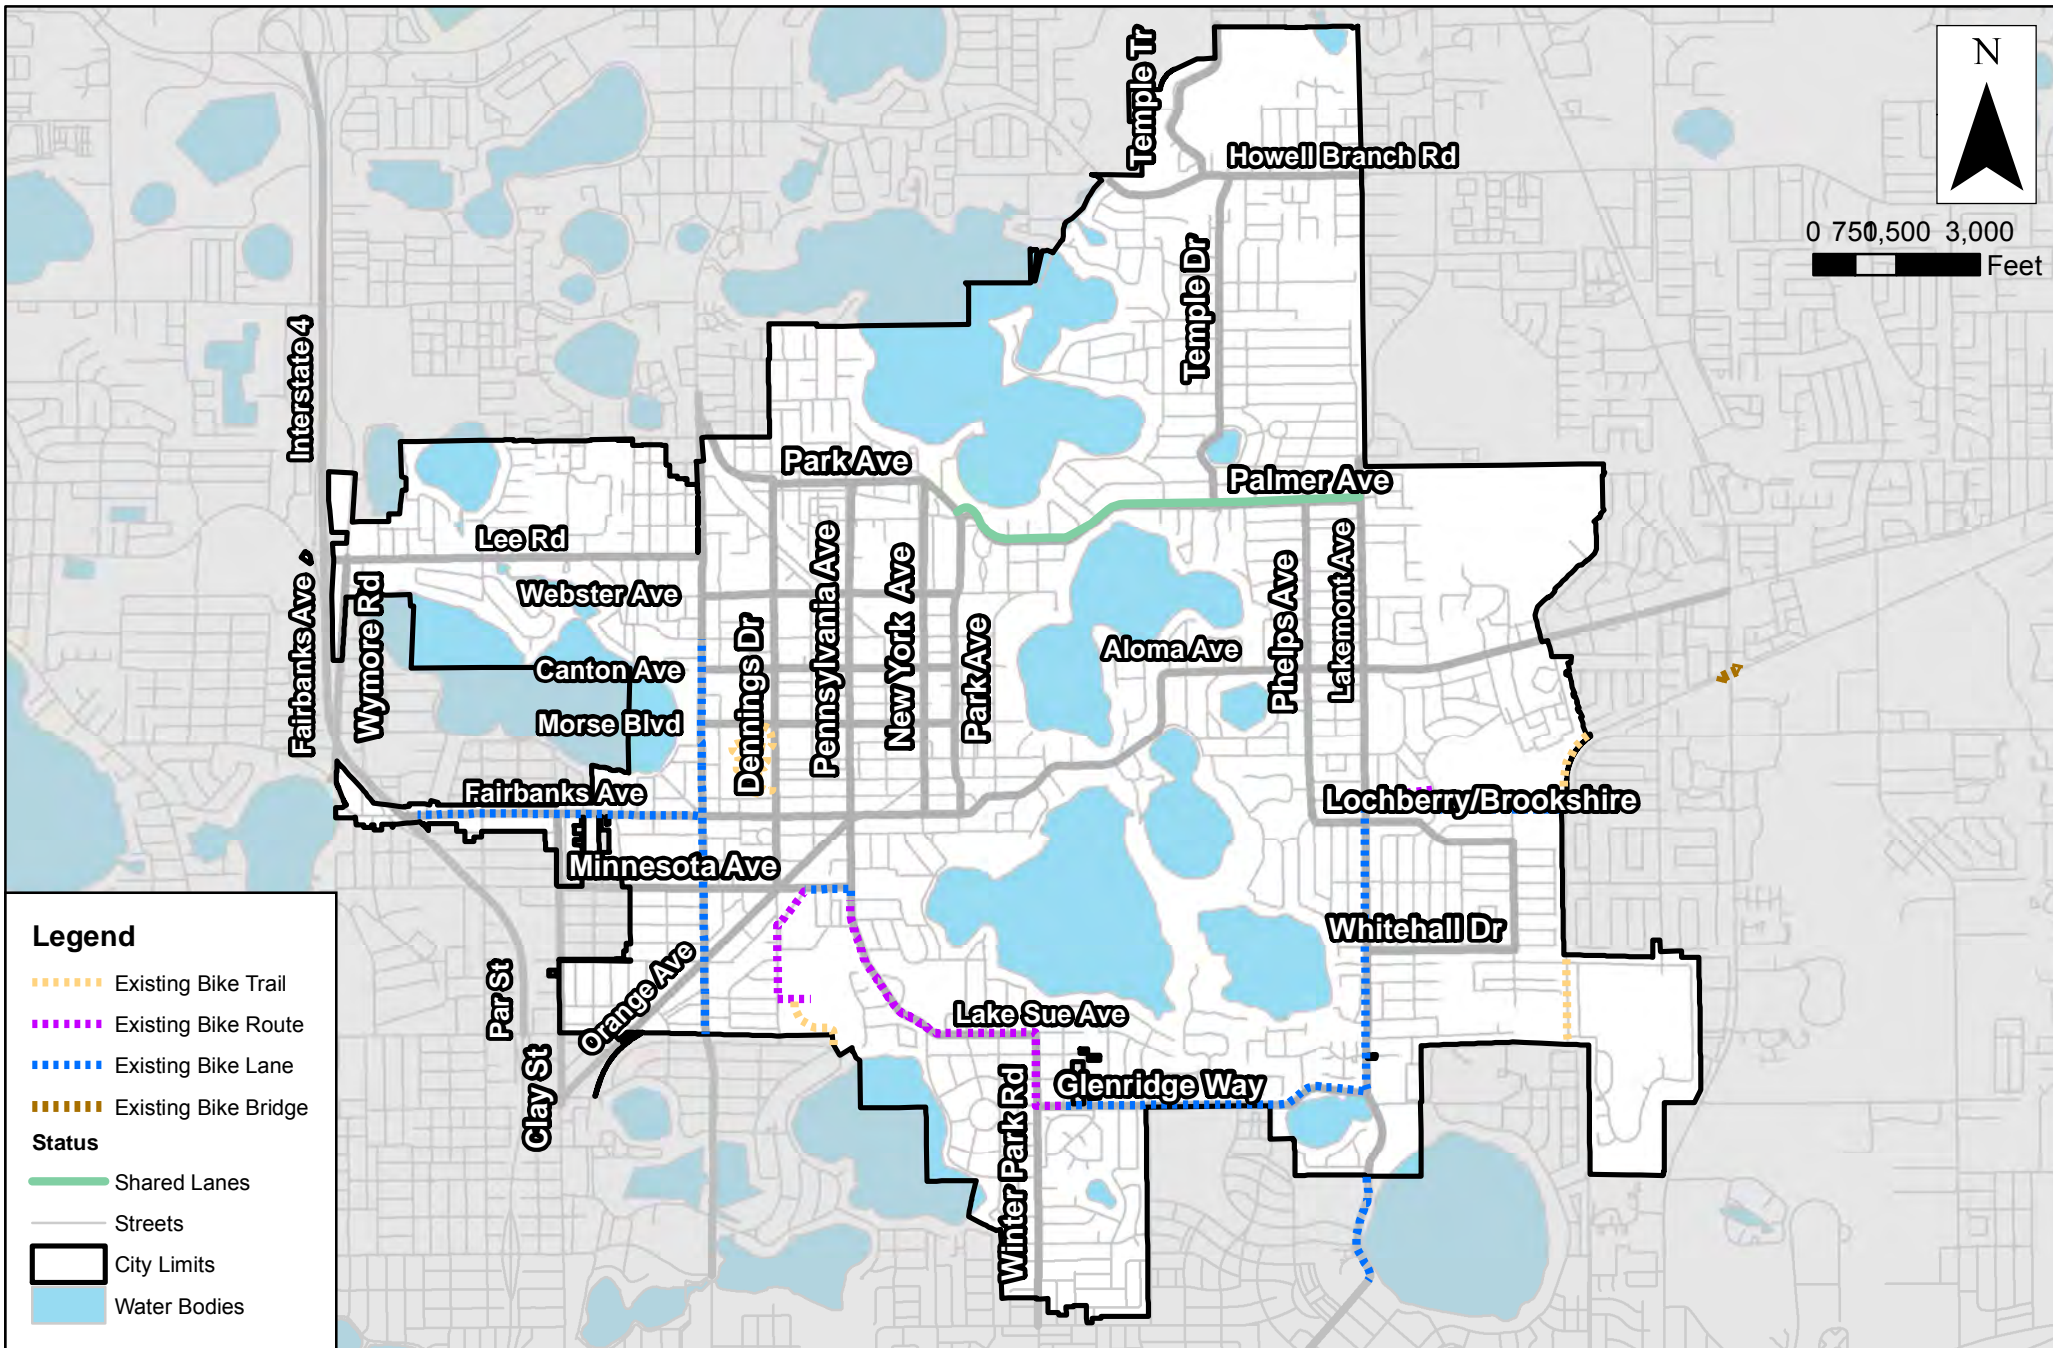 Temple Tr
N
Howell Branch Rd
0 750 1,500 3,000
Feet
Temple Dr
Interstate 4
Park Ave
Palmer Ave
Lee Rd
Pennsylvania Ave
New York Ave
Phelps Ave
Lakemont Ave
Fairbanks Ave
Wymore Rd
Webster Ave
Dennings Dr
Park Ave
Aloma Ave
Canton Ave
Morse Blvd
Fairbanks Ave
Lochberry/Brookshire
Minnesota Ave
Whitehall Dr
Orange Ave
Par St
Lake Sue Ave
Clay St
Winter Park Rd
Glenridge Way
Legend
Existing Bike Trail
Existing Bike Route
Existing Bike Lane
Existing Bike Bridge
Status
Shared Lanes
Streets
City Limits
Water Bodies